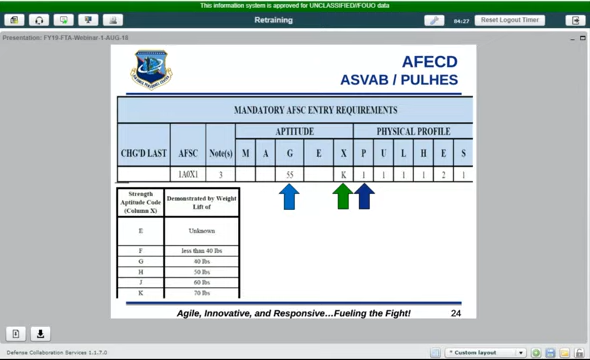 This information system is approved for UNCLASSIFIED//FOUO data
Retraining
04:27
Reset Logout Timer
Presentation: FY19-FTA-Webinar-1-AUG-18
AFECD
ASVAB / PULHES
MANDATORY AFSC ENTRY REQUIREMENTS
APTITUDE PHYSICAL PROFILE
CHG'D LAST AFSC Note(s) M A G E X P U L H E S
1A0X1 3 55 K 1 1 1 1 2 1
Strength Aptitude Code (Column X) Demonstrated by Weight Lift of
E Unknown
F less than 40 lbs
G 40 lbs
H 50 lbs
J 60 lbs
K 70 lbs
Agile, Innovative, and Responsive…Fueling the Fight! 24
Defense Collaboration Services 1.1.7.0
* Custom layout